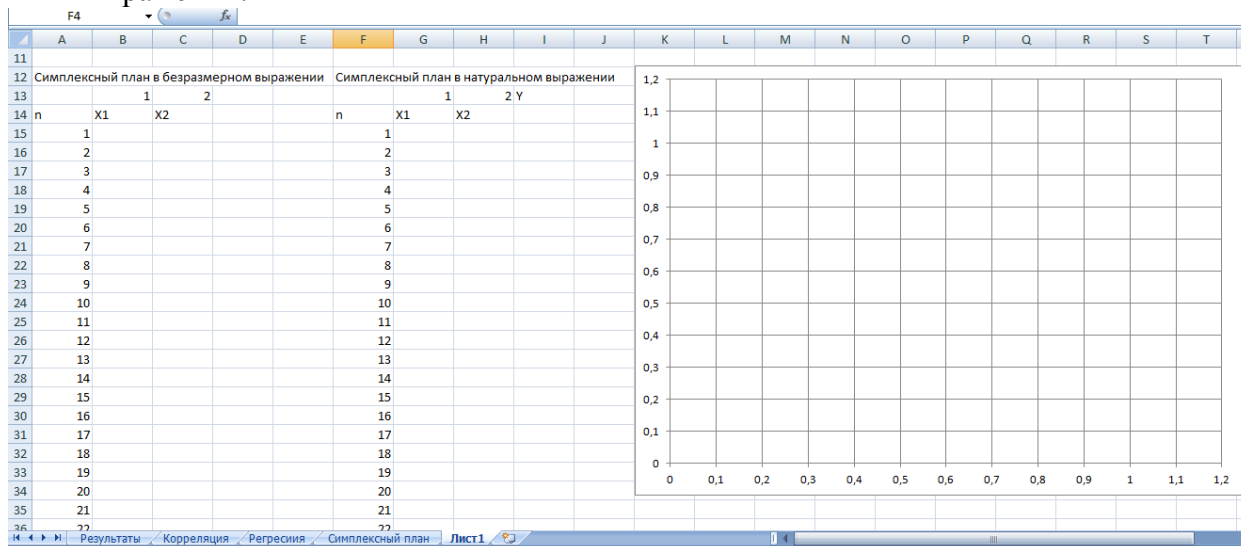 F4 fx
A B C D E F G H I J K L M N O P Q R S T
11
12 Симплексный план в безразмерном выражении Симплексный план в натуральном выражении
13 1 2 1 2 Y
14 n X1 X2 n X1 X2
15 1 1
16 2 2
17 3 3
18 4 4
19 5 5
20 6 6
21 7 7
22 8 8
23 9 9
24 10 10
25 11 11
26 12 12
27 13 13
28 14 14
29 15 15
30 16 16
31 17 17
32 18 18
33 19 19
34 20 20
35 21 21
36 22 22
1,2
1,1
1
0,9
0,8
0,7
0,6
0,5
0,4
0,3
0,2
0,1
0
0 0,1 0,2 0,3 0,4 0,5 0,6 0,7 0,8 0,9 1 1,1 1,2
Результаты Корреляция Регресиия Симплексный план Лист1